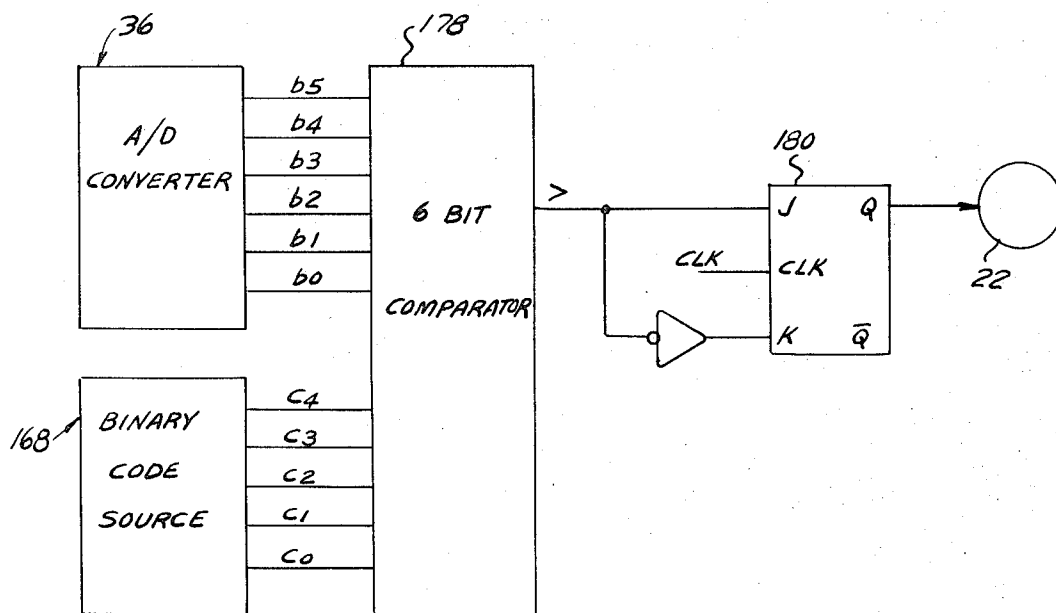 36
178
A/D
CONVERTER
b5
b4
b3
b2
b1
b0
6 BIT
COMPARATOR
>
180
J Q
CLK
CLK
K Q̅
22
168
BINARY
CODE
SOURCE
C4
C3
C2
C1
C0